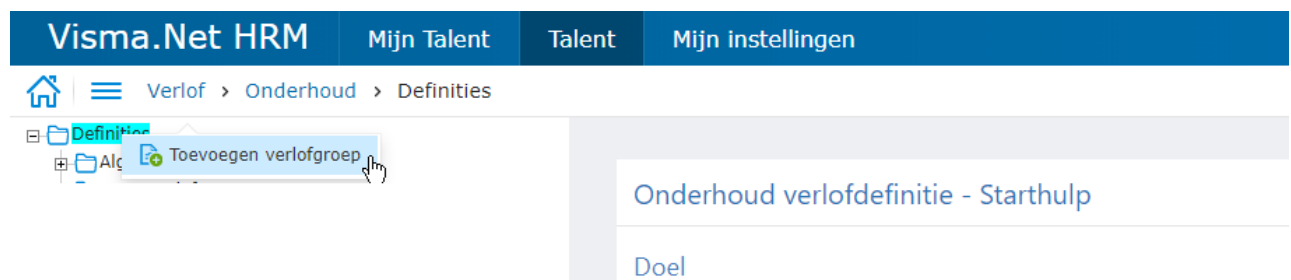 Visma.Net HRM Mijn Talent Talent Mijn instellingen
Verlof > Onderhoud > Definities
Definities
Toevoegen verlofgroep
Onderhoud verlofdefinitie - Starthulp
Doel